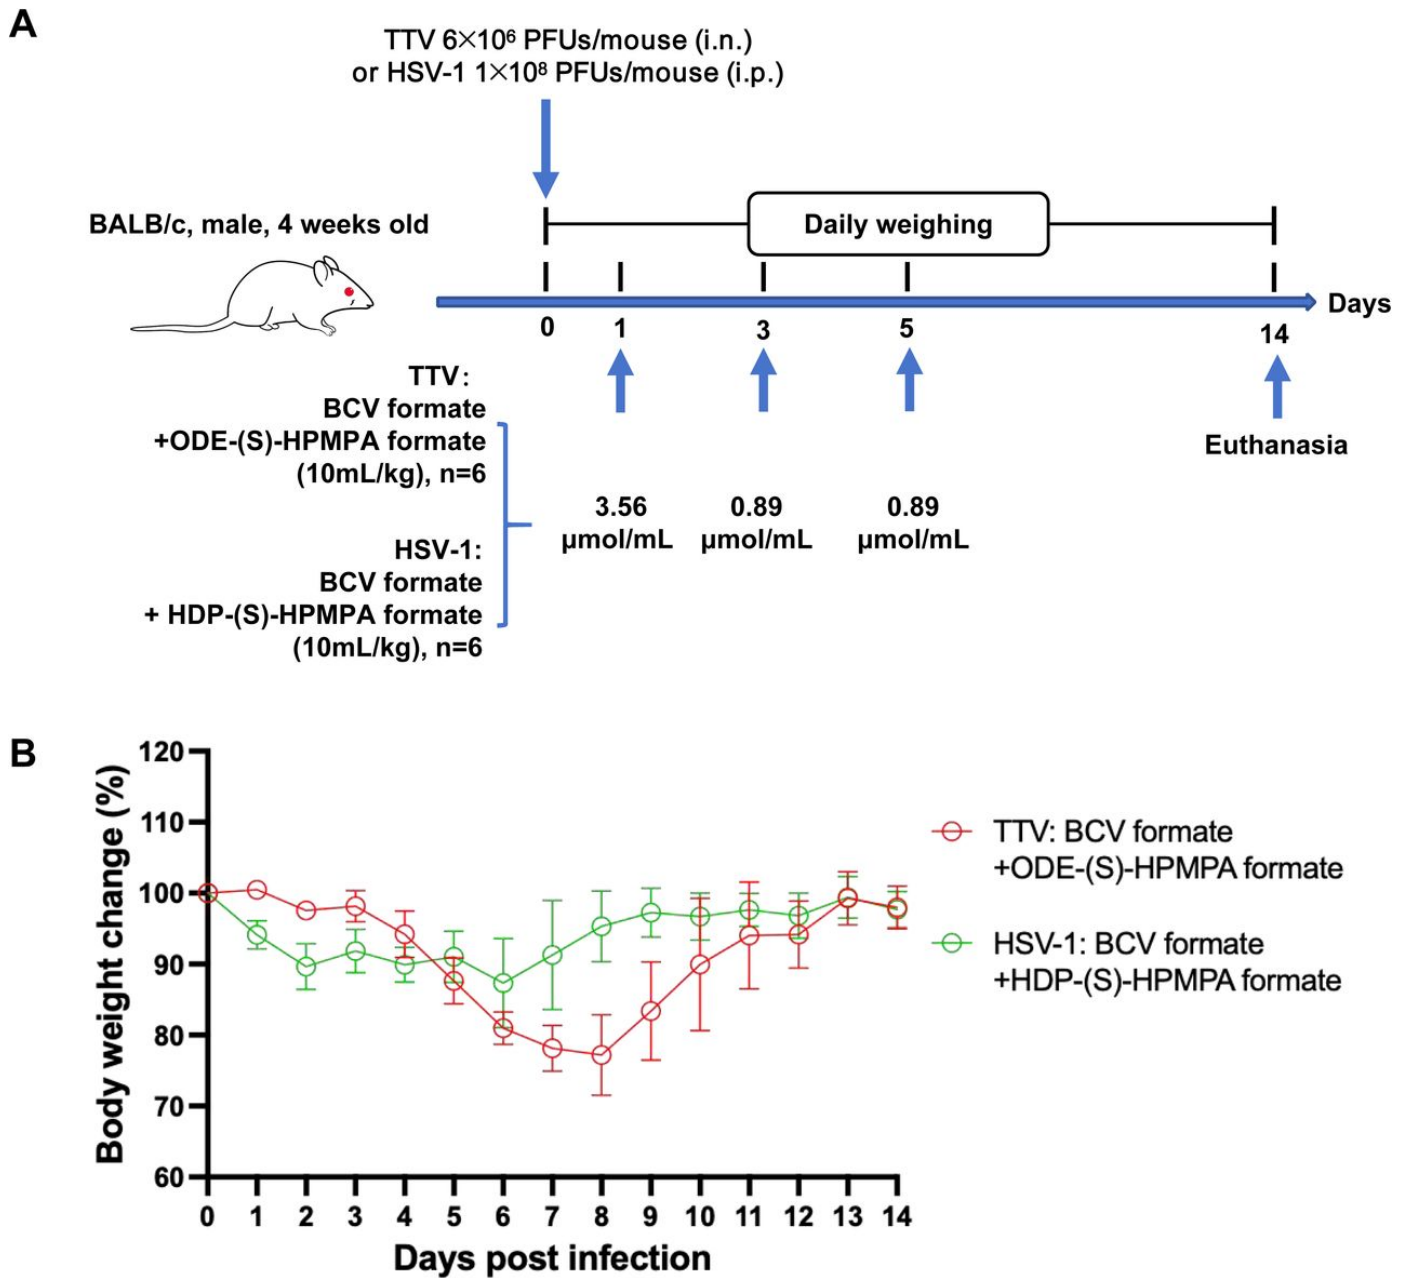 A
TTV 6×10⁶ PFUs/mouse (i.n.)
or HSV-1 1×10⁸ PFUs/mouse (i.p.)
BALB/c, male, 4 weeks old
Daily weighing
Days
0
1
3
5
14
TTV:
BCV formate
+ODE-(S)-HPMPA formate
(10mL/kg), n=6
HSV-1:
BCV formate
+ HDP-(S)-HPMPA formate
(10mL/kg), n=6
3.56
µmol/mL
0.89
µmol/mL
0.89
µmol/mL
Euthanasia
B
Body weight change (%)
120
110
100
90
80
70
60
0 1 2 3 4 5 6 7 8 9 10 11 12 13 14
Days post infection
TTV: BCV formate
+ODE-(S)-HPMPA formate
HSV-1: BCV formate
+HDP-(S)-HPMPA formate